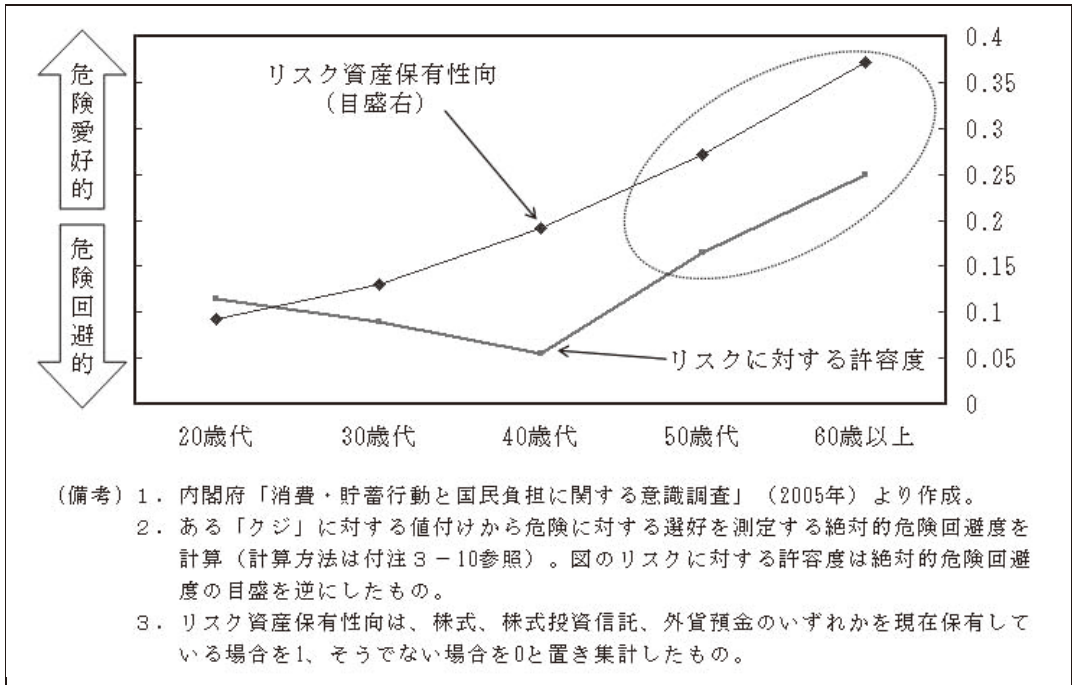 危険愛好的
危険回避的
リスク資産保有性向
（目盛右）
リスクに対する許容度
0.4
0.35
0.3
0.25
0.2
0.15
0.1
0.05
0
20歳代
30歳代
40歳代
50歳代
60歳以上
（備考）１．内閣府「消費・貯蓄行動と国民負担に関する意識調査」（2005年）より作成。
２．ある「クジ」に対する値付けから危険に対する選好を測定する絶対的危険回避度を
計算（計算方法は付注３－10参照）。図のリスクに対する許容度は絶対的危険回避
度の目盛を逆にしたもの。
３．リスク資産保有性向は、株式、株式投資信託、外貨預金のいずれかを現在保有して
いる場合を1、そうでない場合を0と置き集計したもの。